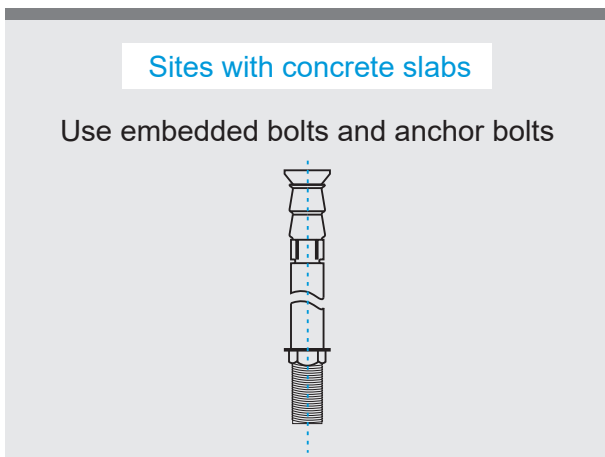 Sites with concrete slabs
Use embedded bolts and anchor bolts